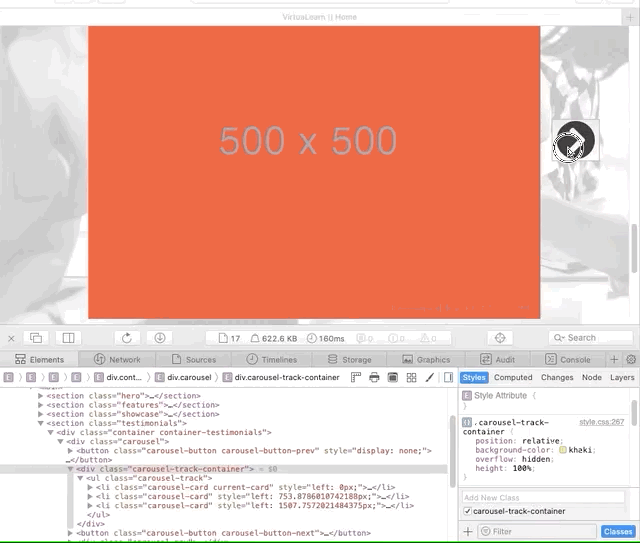 VirtuaLearn || Home
500 x 500
17 622.6 KB 160ms 0 0 0 Search
Elements Network Sources Timelines Storage Graphics Audit Console
E E E div.cont... E div.carousel E div.carousel-track-container
Styles Computed Changes Node Layers
<section class="hero">…</section>
<section class="features">…</section>
<section class="showcase">…</section>
<section class="testimonials">
<div class="container container-testimonials">
<div class="carousel">
<button class="carousel-button carousel-button-prev" style="display: none;">
…</button>
<div class="carousel-track-container"> = $0
<ul class="carousel-track">
<li class="carousel-card current-card" style="left: 0px;">…</li>
<li class="carousel-card" style="left: 753.8786010742188px;">…</li>
<li class="carousel-card" style="left: 1507.7572021484375px;">…</li>
</ul>
</div>
<button class="carousel-button carousel-button-next">…</button>
E Style Attribute {
}
{} .carousel-track-container { style.css:267
position: relative;
background-color: khaki;
overflow: hidden;
height: 100%;
}
Add New Class
carousel-track-container
Filter Classes